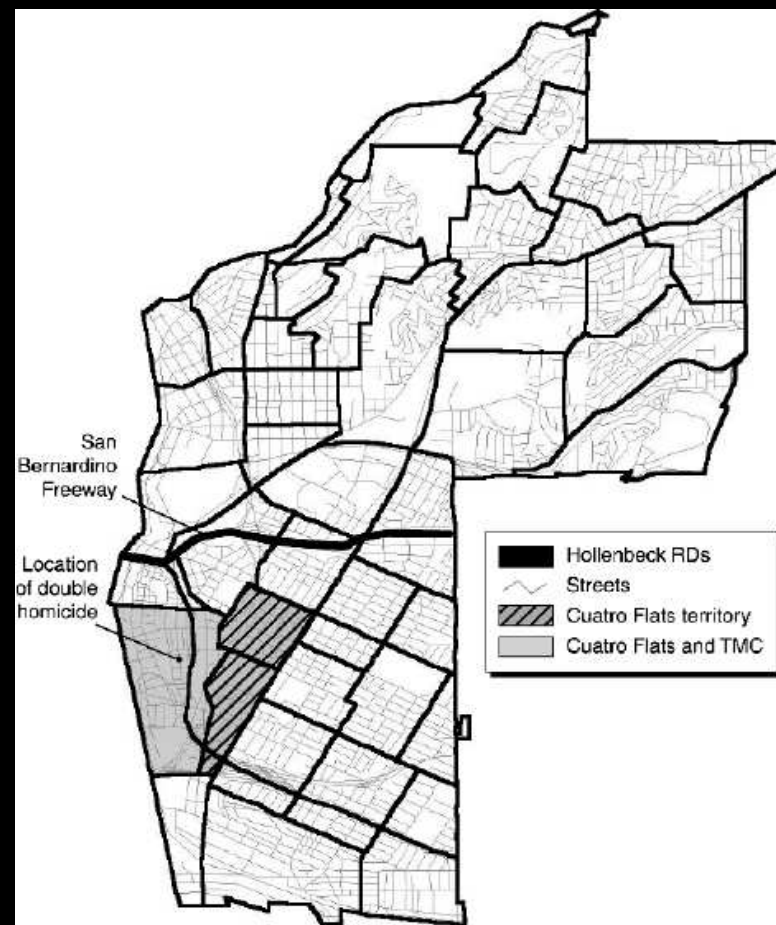 San
Bernardino
Freeway
Location
of double
homicide
Hollenbeck RDs
Streets
Cuatro Flats territory
Cuatro Flats and TMC